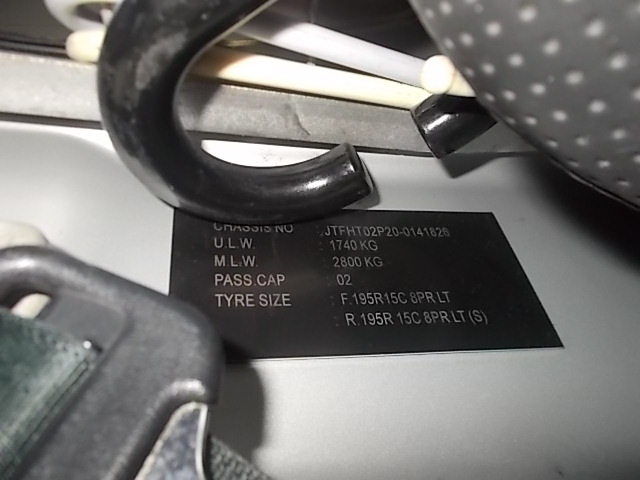 CHASSIS NO : JTFHT02P20-0141826
U.L.W. : 1740 KG
M.L.W. : 2800 KG
PASS.CAP : 02
TYRE SIZE : F.195R15C 8PR LT
: R.195R 15C 8PR LT (S)